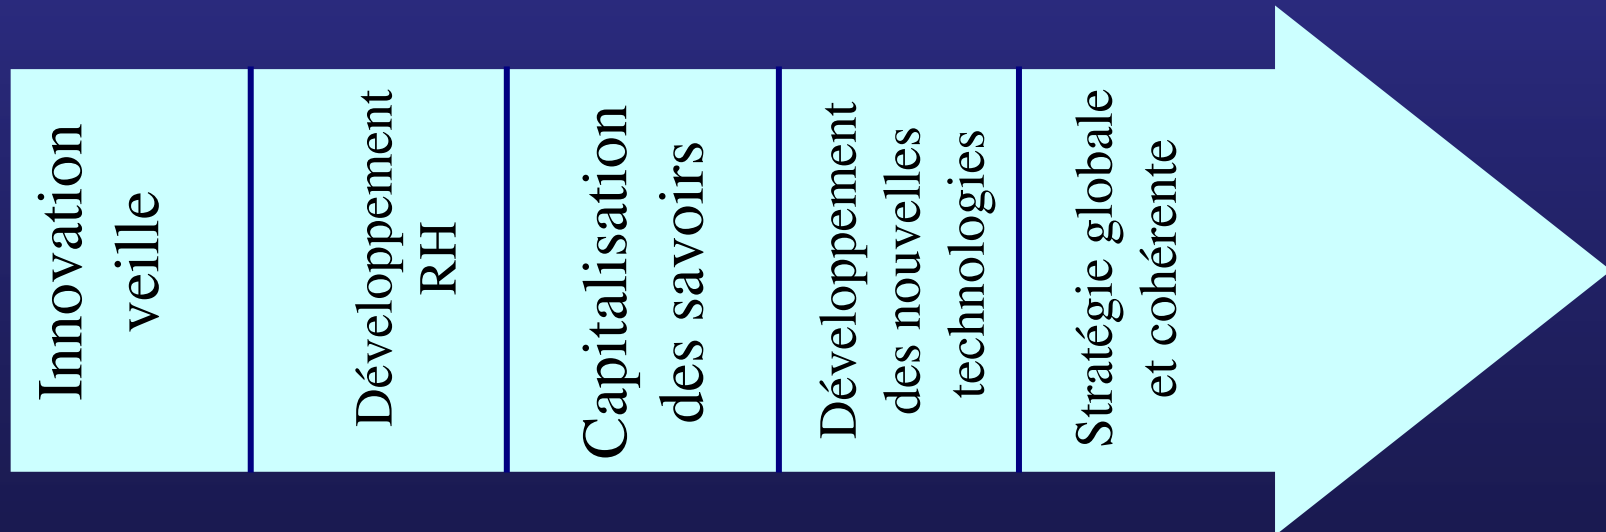 Innovation
veille
Développement
RH
Capitalisation
des savoirs
Développement
des nouvelles
technologies
Stratégie globale
et cohérente